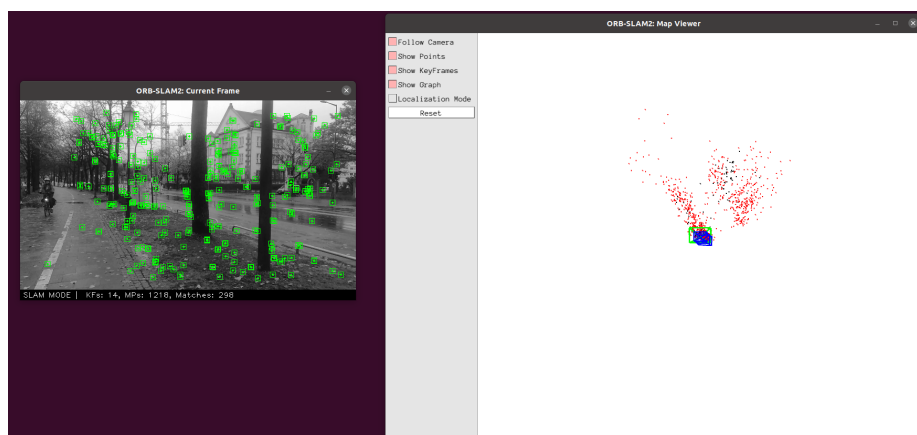 ORB-SLAM2: Current Frame
SLAM MODE | KFs: 14, MPs: 1218, Matches: 298
ORB-SLAM2: Map Viewer
Follow Camera
Show Points
Show KeyFrames
Show Graph
Localization Mode
Reset